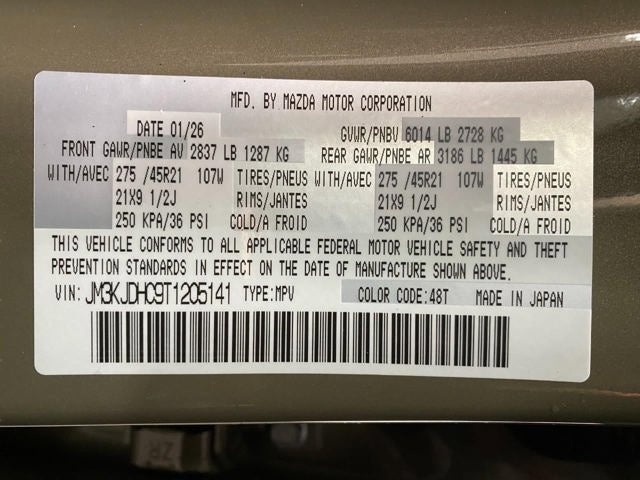 MFD. BY MAZDA MOTOR CORPORATION
DATE 01/26 GVWR/PNBV 6014 LB 2728 KG
FRONT GAWR/PNBE AV 2837 LB 1287 KG REAR GAWR/PNBE AR 3186 LB 1445 KG
WITH/AVEC 275 /45R21 107W TIRES/PNEUS WITH/AVEC 275 /45R21 107W TIRES/PNEUS
21X9 1/2J RIMS/JANTES 21X9 1/2J RIMS/JANTES
250 KPA/36 PSI COLD/A FROID 250 KPA/36 PSI COLD/A FROID
THIS VEHICLE CONFORMS TO ALL APPLICABLE FEDERAL MOTOR VEHICLE SAFETY AND THEFT
PREVENTION STANDARDS IN EFFECT ON THE DATE OF MANUFACTURE SHOWN ABOVE.
VIN: JM3KJDHC9T1205141 TYPE:MPV COLOR CODE:48T MADE IN JAPAN